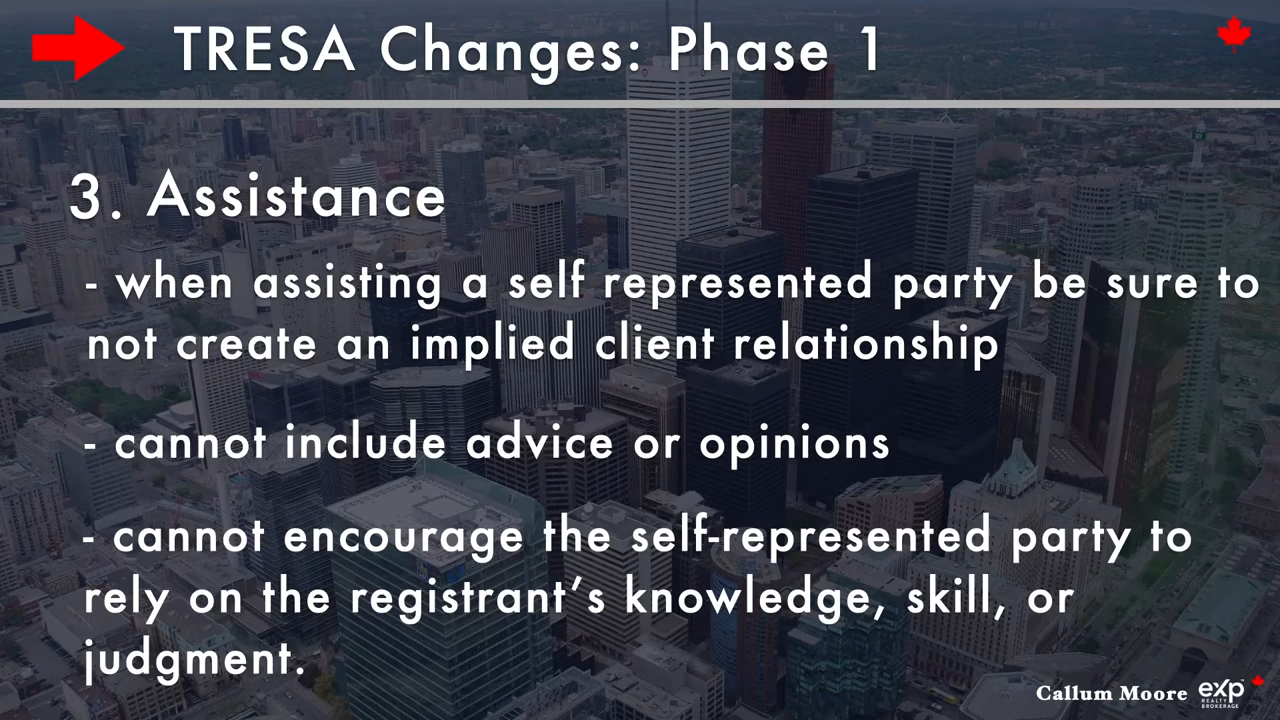 TRESA Changes: Phase 1
3. Assistance
- when assisting a self represented party be sure to
not create an implied client relationship
- cannot include advice or opinions
- cannot encourage the self-represented party to
rely on the registrant’s knowledge, skill, or
judgment.
Callum Moore eXp
REALTY
BROKERAGE